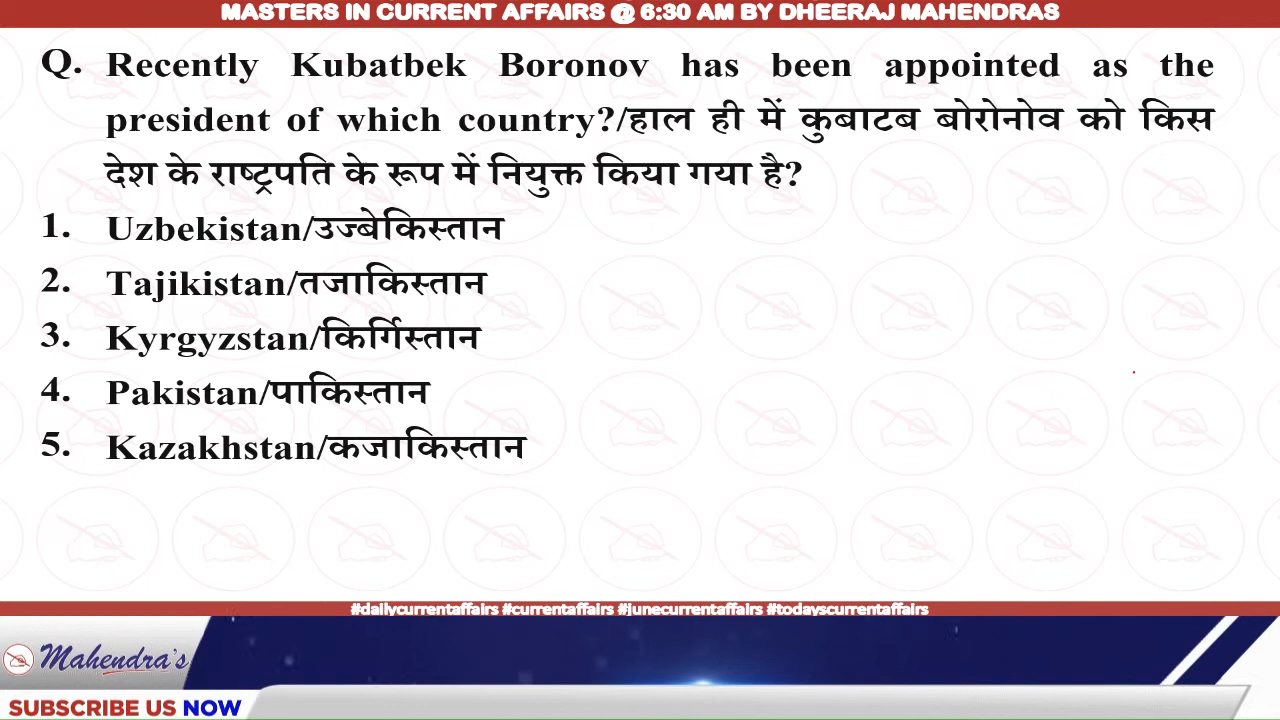 MASTERS IN CURRENT AFFAIRS @ 6:30 AM BY DHEERAJ MAHENDRAS
Q. Recently Kubatbek Boronov has been appointed as the
president of which country?/हाल ही में कुबाटब बोरोनोव को किस
देश के राष्ट्रपति के रूप में नियुक्त किया गया है?
1. Uzbekistan/उज्बेकिस्तान
2. Tajikistan/तजाकिस्तान
3. Kyrgyzstan/किर्गिस्तान
4. Pakistan/पाकिस्तान
5. Kazakhstan/कजाकिस्तान
#dailycurrentaffairs #currentaffairs #junecurrentaffairs #todayscurrentaffairs
Mahendra's
SUBSCRIBE US NOW